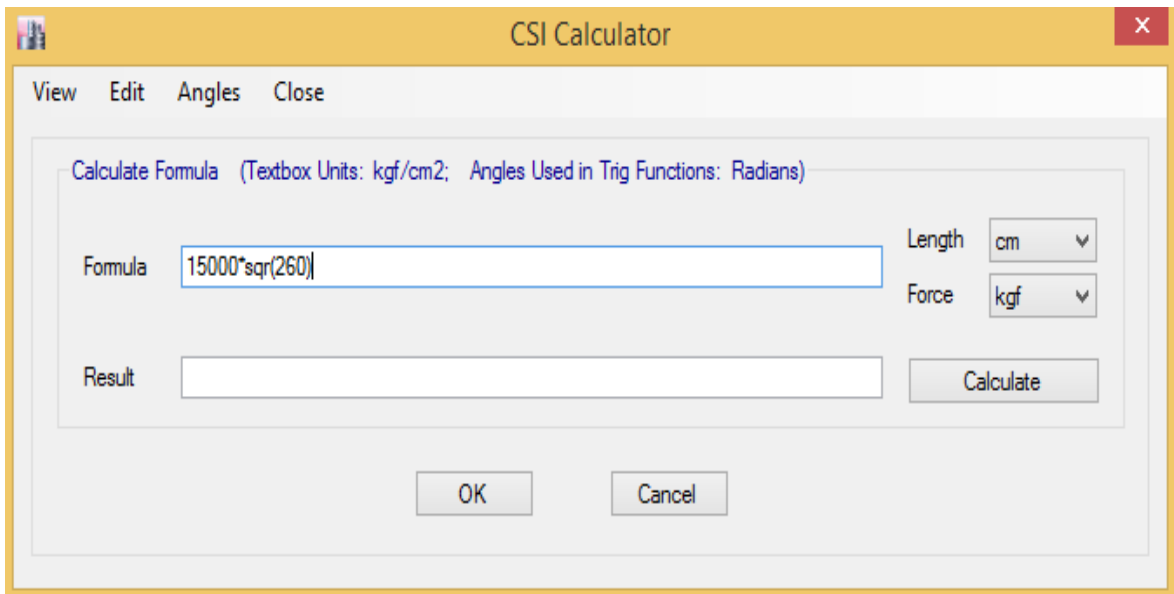 CSI Calculator
x
View Edit Angles Close
Calculate Formula (Textbox Units: kgf/cm2; Angles Used in Trig Functions: Radians)
Formula 15000*sqr(260) Length cm
Force kgf
Result Calculate
OK Cancel